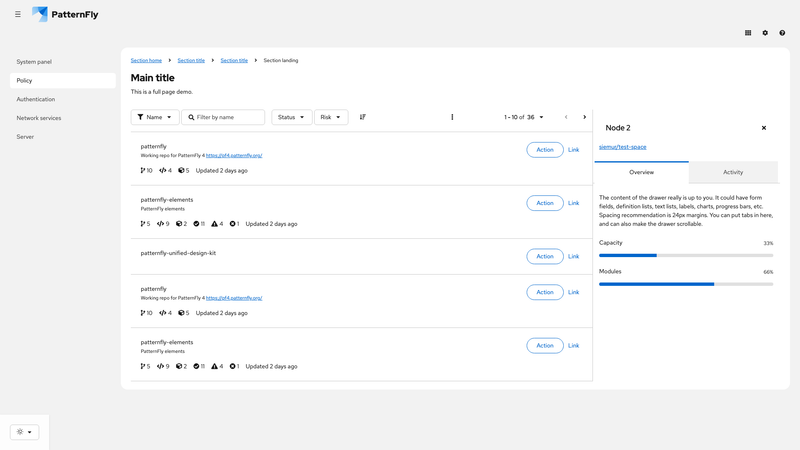 PatternFly
System panel
Policy
Authentication
Network services
Server
Section home
Section title
Section title
Section landing
Main title
This is a full page demo.
Name
Filter by name
Status
Risk
1 - 10 of 36
patternfly
Working repo for PatternFly 4 https://pf4.patternfly.org/
10 4 5 Updated 2 days ago
Action Link
patternfly-elements
PatternFly elements
5 9 2 11 4 1 Updated 2 days ago
Action Link
patternfly-unified-design-kit
Action Link
patternfly
Working repo for PatternFly 4 https://pf4.patternfly.org/
10 4 5 Updated 2 days ago
Action Link
patternfly-elements
PatternFly elements
5 9 2 11 4 1 Updated 2 days ago
Action Link
Node 2
siemur/test-space
Overview Activity
The content of the drawer really is up to you. It could have form
fields, definition lists, text lists, labels, charts, progress bars, etc.
Spacing recommendation is 24px margins. You can put tabs in here,
and can also make the drawer scrollable.
Capacity 33%
Modules 66%